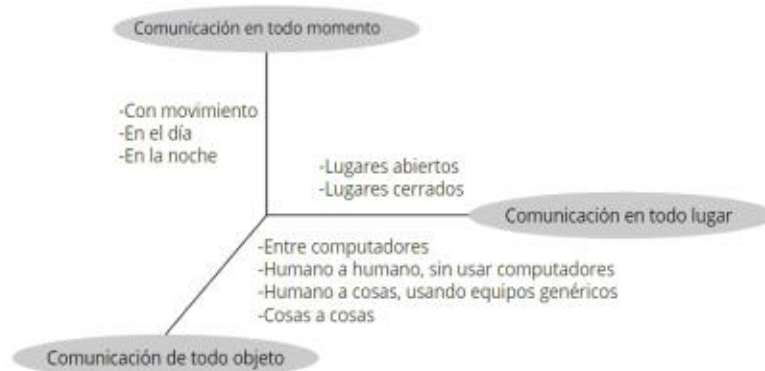 Comunicación en todo momento
-Con movimiento
-En el día
-En la noche
-Lugares abiertos
-Lugares cerrados
Comunicación en todo lugar
-Entre computadores
-Humano a humano, sin usar computadores
-Humano a cosas, usando equipos genéricos
-Cosas a cosas
Comunicación de todo objeto